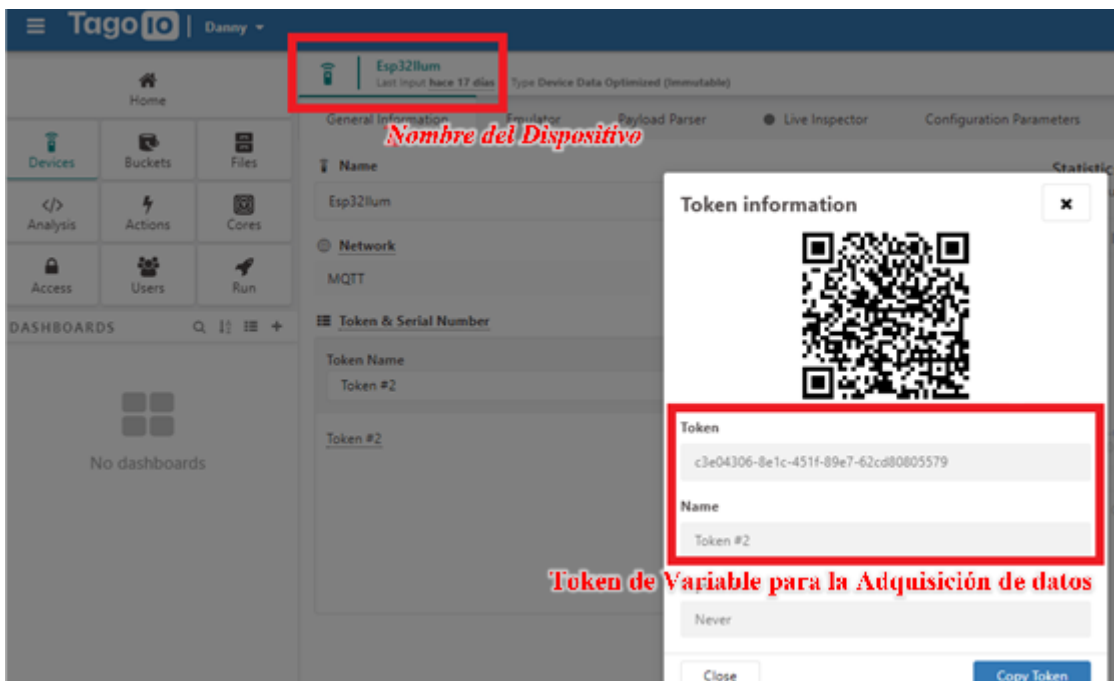 Tago IO | Danny
Esp32Ilum
Last Input hace 17 días
Type Device Data Optimized (Immutable)
Home
General Information
Emulator
Payload Parser
Live Inspector
Configuration Parameters
Nombre del Dispositivo
Devices
Buckets
Files
Name
Statistic
Esp32Ilum
Token information
Analysis
Actions
Cores
Network
MQTT
Access
Users
Run
DASHBOARDS
Token & Serial Number
Token Name
Token #2
Token
Token #2
c3e04306-8e1c-451f-89e7-62cd80805579
No dashboards
Name
Token #2
Token de Variable para la Adquisición de datos
Never
Close
Copy Token